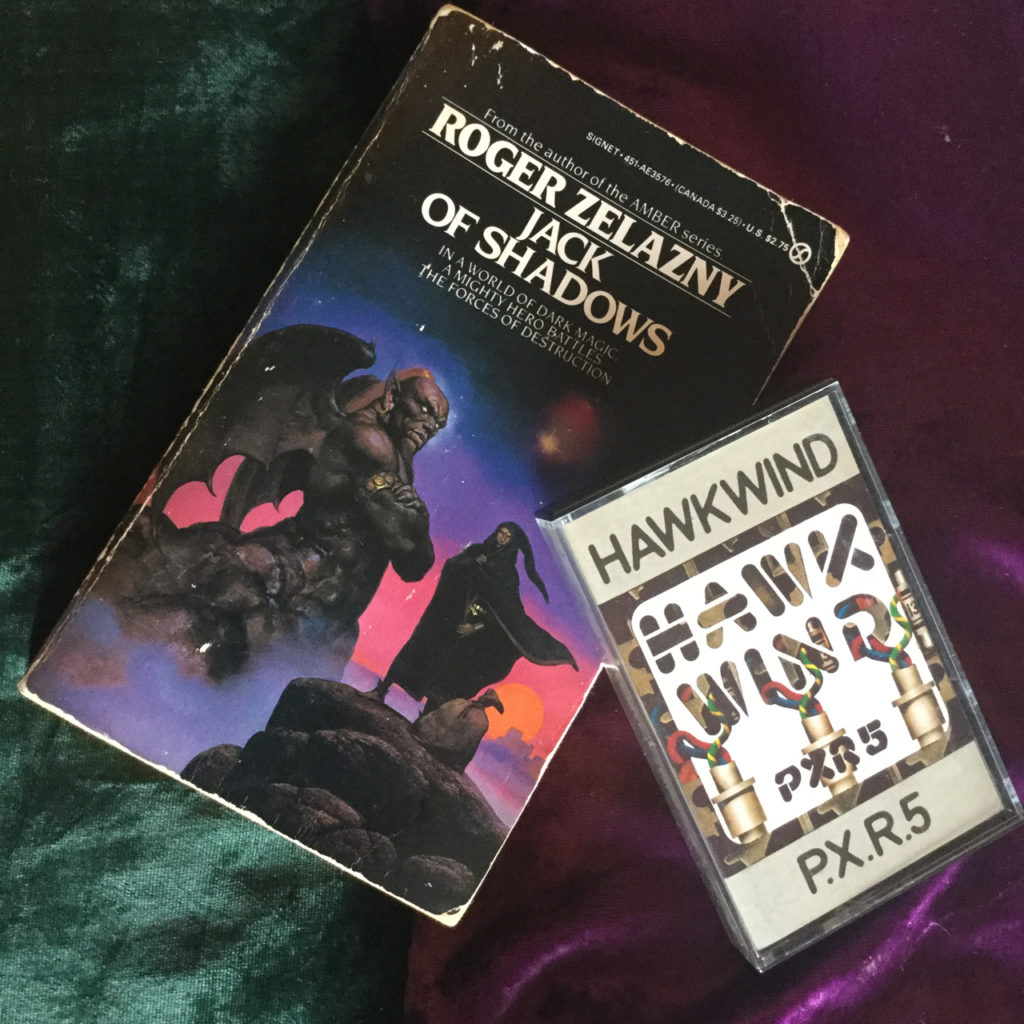 SIGNET • 451-AE3576 • (CANADA $3.25) • U.S. $2.75
From the author of the AMBER series
ROGER ZELAZNY
JACK
OF SHADOWS
IN A WORLD OF DARK MAGIC,
A MIGHTY HERO BATTLES
THE FORCES OF DESTRUCTION
HAWKWIND
HAWK
WIND
PXR5
P.X.R.5